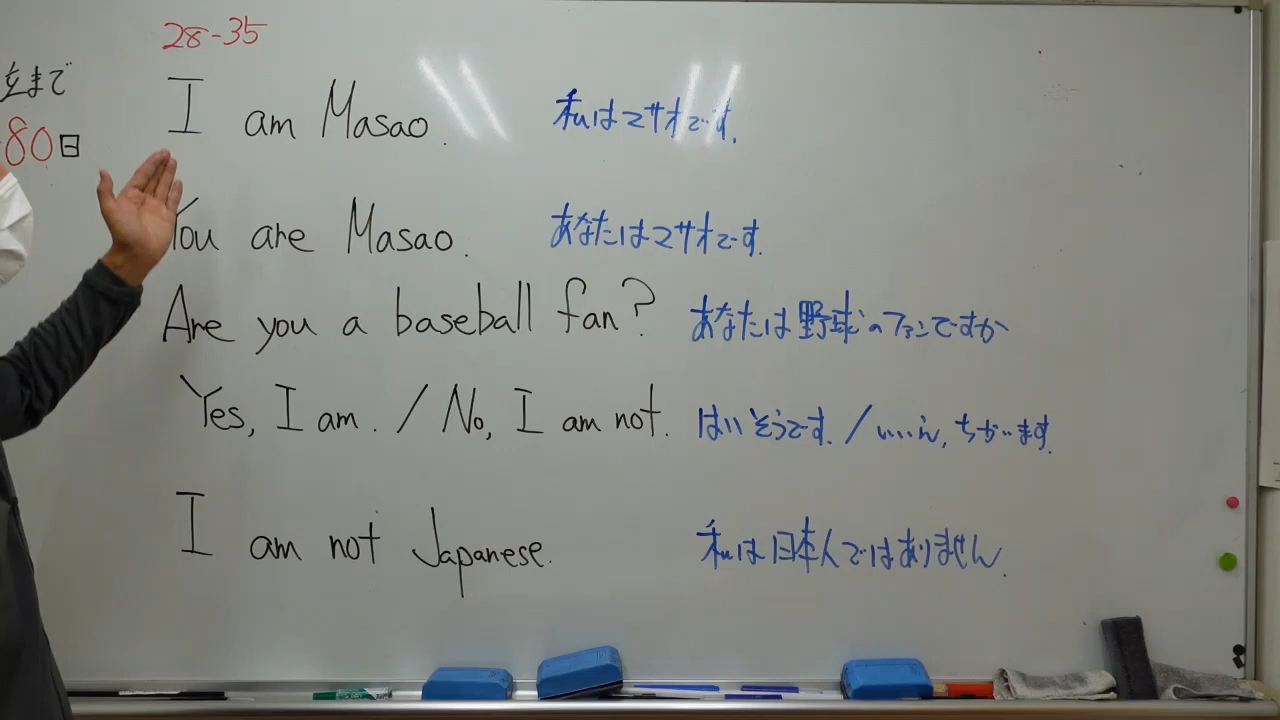 28-35
立まで
80日
I am Masao. 私はマサオです.
You are Masao. あなたはマサオです.
Are you a baseball fan? あなたは野球のファンですか
Yes, I am. / No, I am not. はいそうです. / いいえ, ちがいます.
I am not Japanese. 私は日本人ではありません.